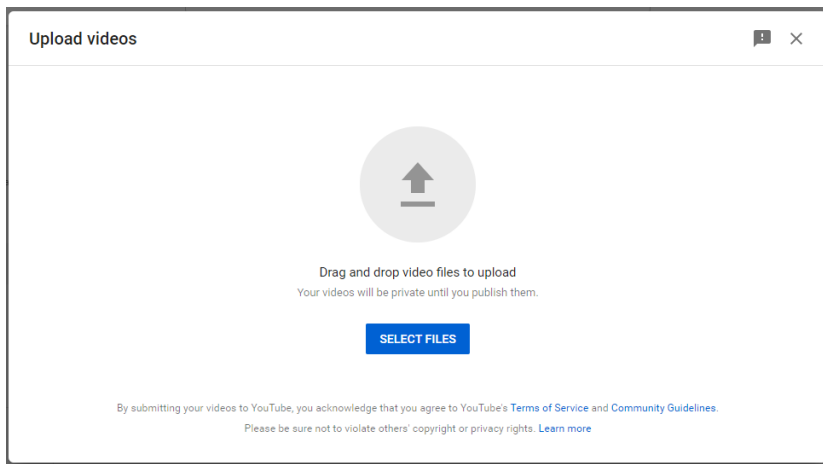 Upload videos
Drag and drop video files to upload
Your videos will be private until you publish them.
SELECT FILES
By submitting your videos to YouTube, you acknowledge that you agree to YouTube's Terms of Service and Community Guidelines.
Please be sure not to violate others' copyright or privacy rights. Learn more